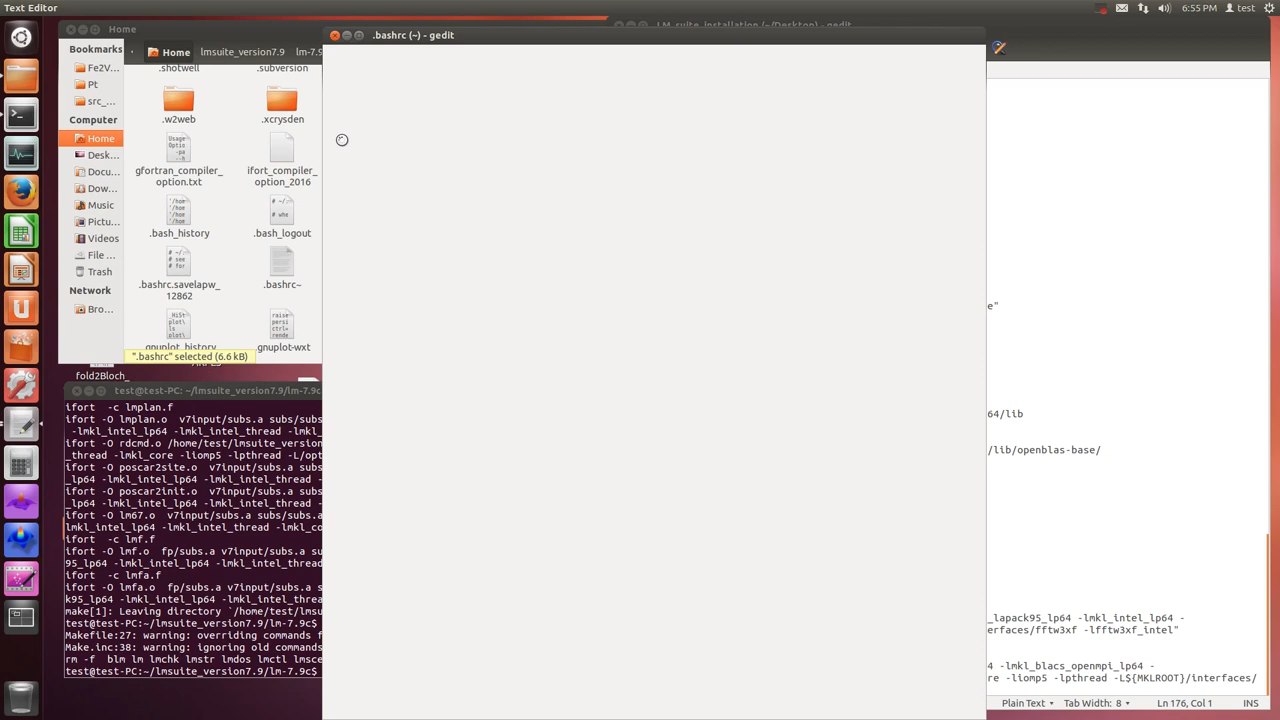 Text Editor
6:55 PM
test
Home
LM_suite_installation (~/Desktop) - gedit
.bashrc (~) - gedit
Bookmarks
Fe2V...
Pt
src_...
Computer
Home
Desk...
Docu...
Dow...
Music
Pictu...
Videos
File ...
Trash
Network
Bro...
Home
lmsuite_version7.9
lm-7.9
.shotwell
.subversion
.w2web
.xcrysden
gfortran_compiler_
option.txt
ifort_compiler_
option_2016
.bash_history
.bash_logout
.bashrc.savelapw_
12862
.bashrc~
.gnuplot_history
.gnuplot-wxt
".bashrc" selected (6.6 kB)
fold2Bloch_
test@test-PC: ~/lmsuite_version7.9/lm-7.9c
ifort  -c lmplan.f
ifort -O lmplan.o  v7input/subs.a subs/subs
 -lmkl_intel_lp64 -lmkl_intel_thread -lmkl_
ifort -O rdcmd.o /home/test/lmsuite_version
_thread -lmkl_core -liomp5 -lpthread -L/opt
ifort -O poscar2site.o  v7input/subs.a subs
_lp64 -lmkl_intel_lp64 -lmkl_intel_thread -
ifort -O poscar2init.o  v7input/subs.a subs
_lp64 -lmkl_intel_lp64 -lmkl_intel_thread -
ifort -O lm67.o  v7input/subs.a subs/subs
lmkl_intel_lp64 -lmkl_intel_thread -lmkl_co
ifort -c lmf.f
ifort -O lmf.o  fp/subs.a v7input/subs.a su
95_lp64 -lmkl_intel_lp64 -lmkl_intel_thread
ifort -c lmfa.f
ifort -O lmfa.o  fp/subs.a v7input/subs.a s
k95_lp64 -lmkl_intel_lp64 -lmkl_intel_threa
make[1]: Leaving directory `/home/test/lmsu
test@test-PC:~/lmsuite_version7.9/lm-7.9c$
Makefile:27: warning: overriding commands f
Make.inc:38: warning: ignoring old commands
rm -f  blm lm lmchk lmstr lmdos lmctl lmsce
test@test-PC:~/lmsuite_version7.9/lm-7.9c$
e"
64/lib
/lib/openblas-base/
_lapack95_lp64 -lmkl_intel_lp64 -
nterfaces/fftw3xf -lfftw3xf_intel"
4 -lmkl_blacs_openmpi_lp64 -
re -liomp5 -lpthread -L${MKLROOT}/interfaces/
Plain Text
Tab Width: 8
Ln 176, Col 1
INS